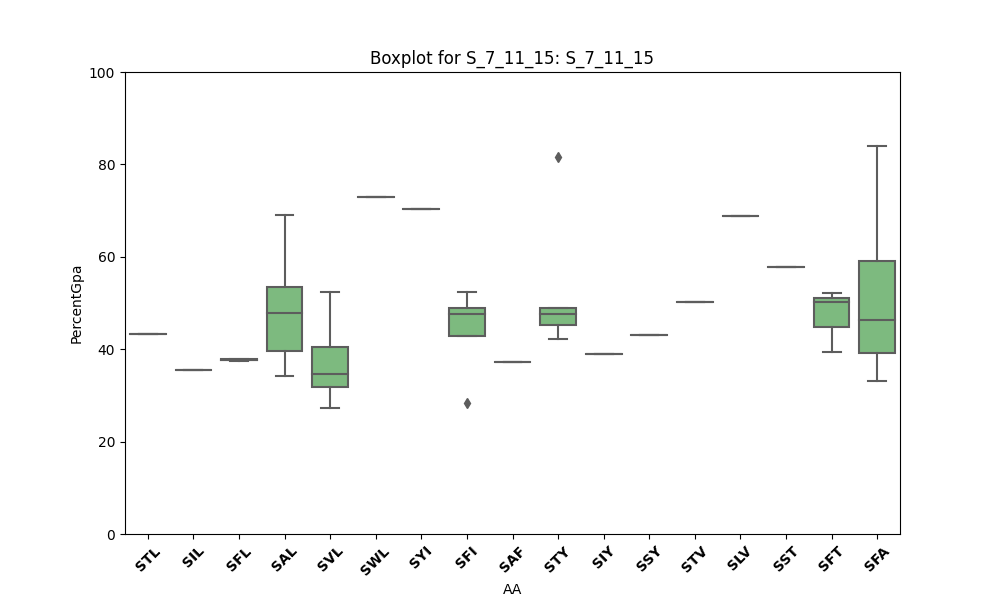 Boxplot for S_7_11_15: S_7_11_15
100
80
60
40
20
0
PercentGpa
STL SIL SFL SAL SVL SWL SYI SFI SAF STY SIY SSY STV SLV SST SFT SFA
AA